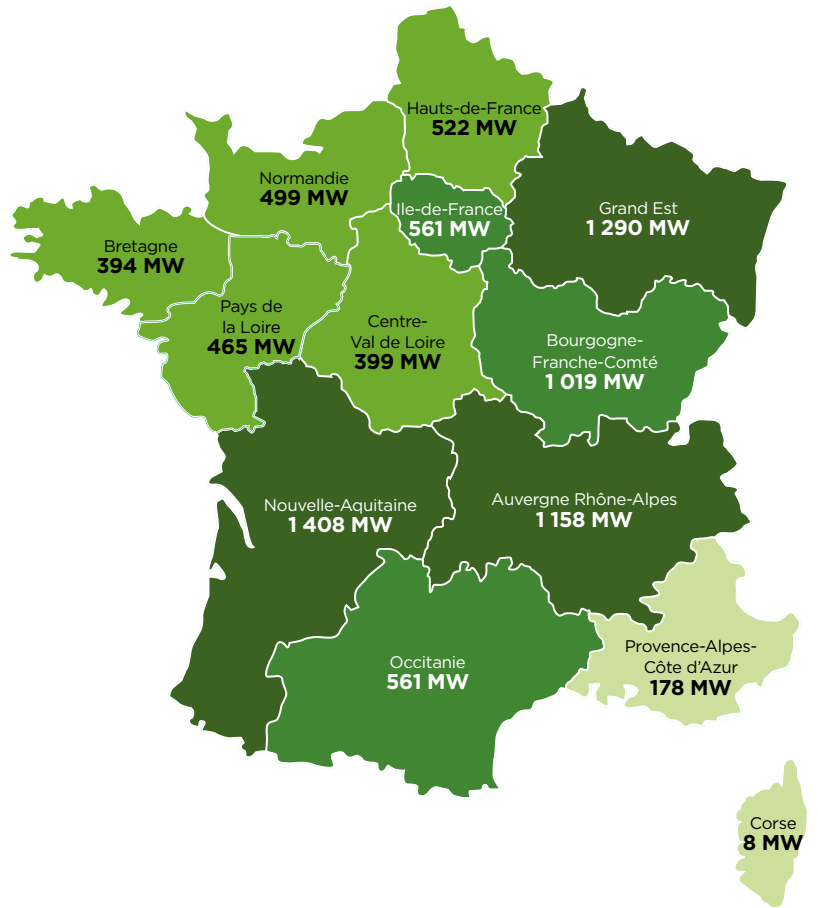 Hauts-de-France
522 MW
Normandie
499 MW
Ile-de-France
561 MW
Grand Est
1 290 MW
Bretagne
394 MW
Pays de
la Loire
465 MW
Centre-
Val de Loire
399 MW
Bourgogne-
Franche-Comté
1 019 MW
Nouvelle-Aquitaine
1 408 MW
Auvergne Rhône-Alpes
1 158 MW
Occitanie
561 MW
Provence-Alpes-
Côte d'Azur
178 MW
Corse
8 MW